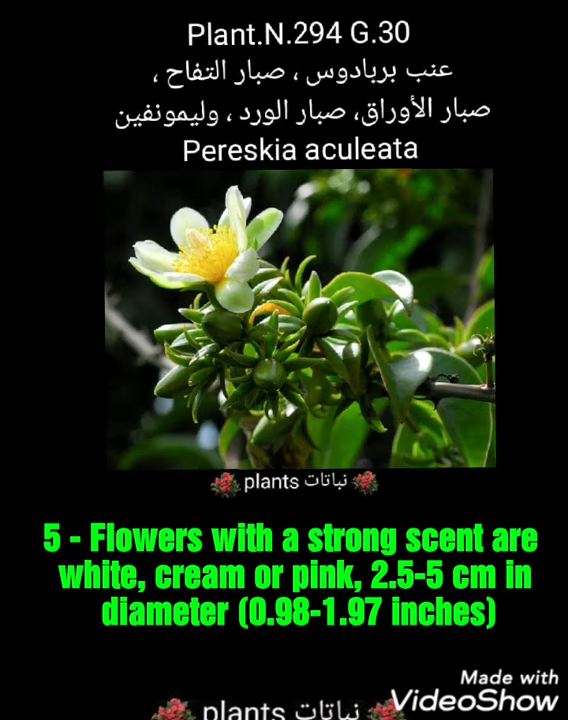 Plant.N.294 G.30
عنب بربادوس ، صبار التفاح ،
صبار الأوراق، صبار الورد ، وليمونفين
Pereskia aculeata
plants نباتات
5 - Flowers with a strong scent are
white, cream or pink, 2.5-5 cm in
diameter (0.98-1.97 inches)
Made with
VideoShow
plants نباتات